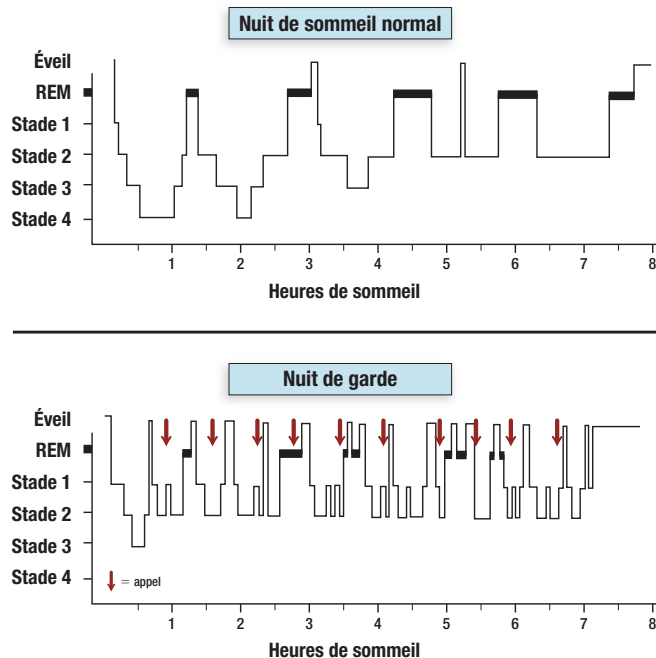 Nuit de sommeil normal
Éveil
REM
Stade 1
Stade 2
Stade 3
Stade 4
1 2 3 4 5 6 7 8
Heures de sommeil
Nuit de garde
Éveil
REM
Stade 1
Stade 2
Stade 3
Stade 4
= appel
1 2 3 4 5 6 7 8
Heures de sommeil